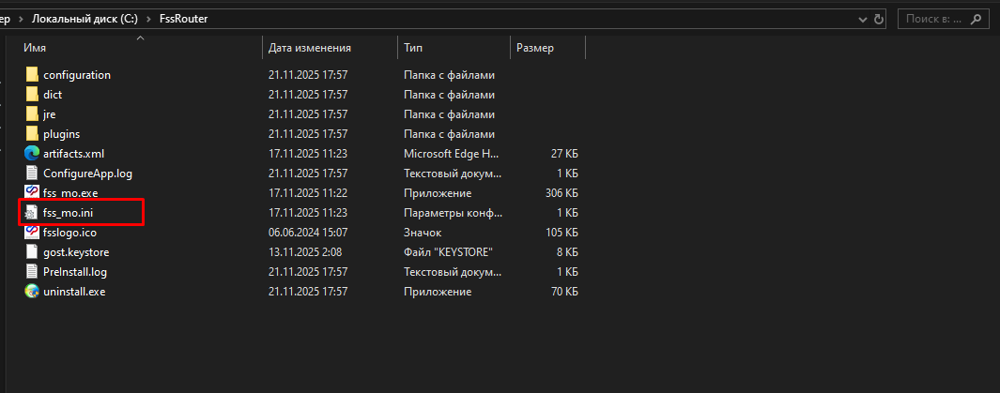 ер > Локальный диск (C:) > FssRouter Поиск в: ...
Имя Дата изменения Тип Размер
configuration 21.11.2025 17:57 Папка с файлами
dict 21.11.2025 17:57 Папка с файлами
jre 21.11.2025 17:57 Папка с файлами
plugins 21.11.2025 17:57 Папка с файлами
artifacts.xml 17.11.2025 11:23 Microsoft Edge H... 27 КБ
ConfigureApp.log 21.11.2025 17:57 Текстовый докум... 1 КБ
fss_mo.exe 17.11.2025 11:22 Приложение 306 КБ
fss_mo.ini 17.11.2025 11:23 Параметры конф... 1 КБ
fsslogo.ico 06.06.2024 15:07 Значок 105 КБ
gost.keystore 13.11.2025 2:08 Файл "KEYSTORE" 8 КБ
PreInstall.log 21.11.2025 17:57 Текстовый докум... 1 КБ
uninstall.exe 21.11.2025 17:57 Приложение 70 КБ